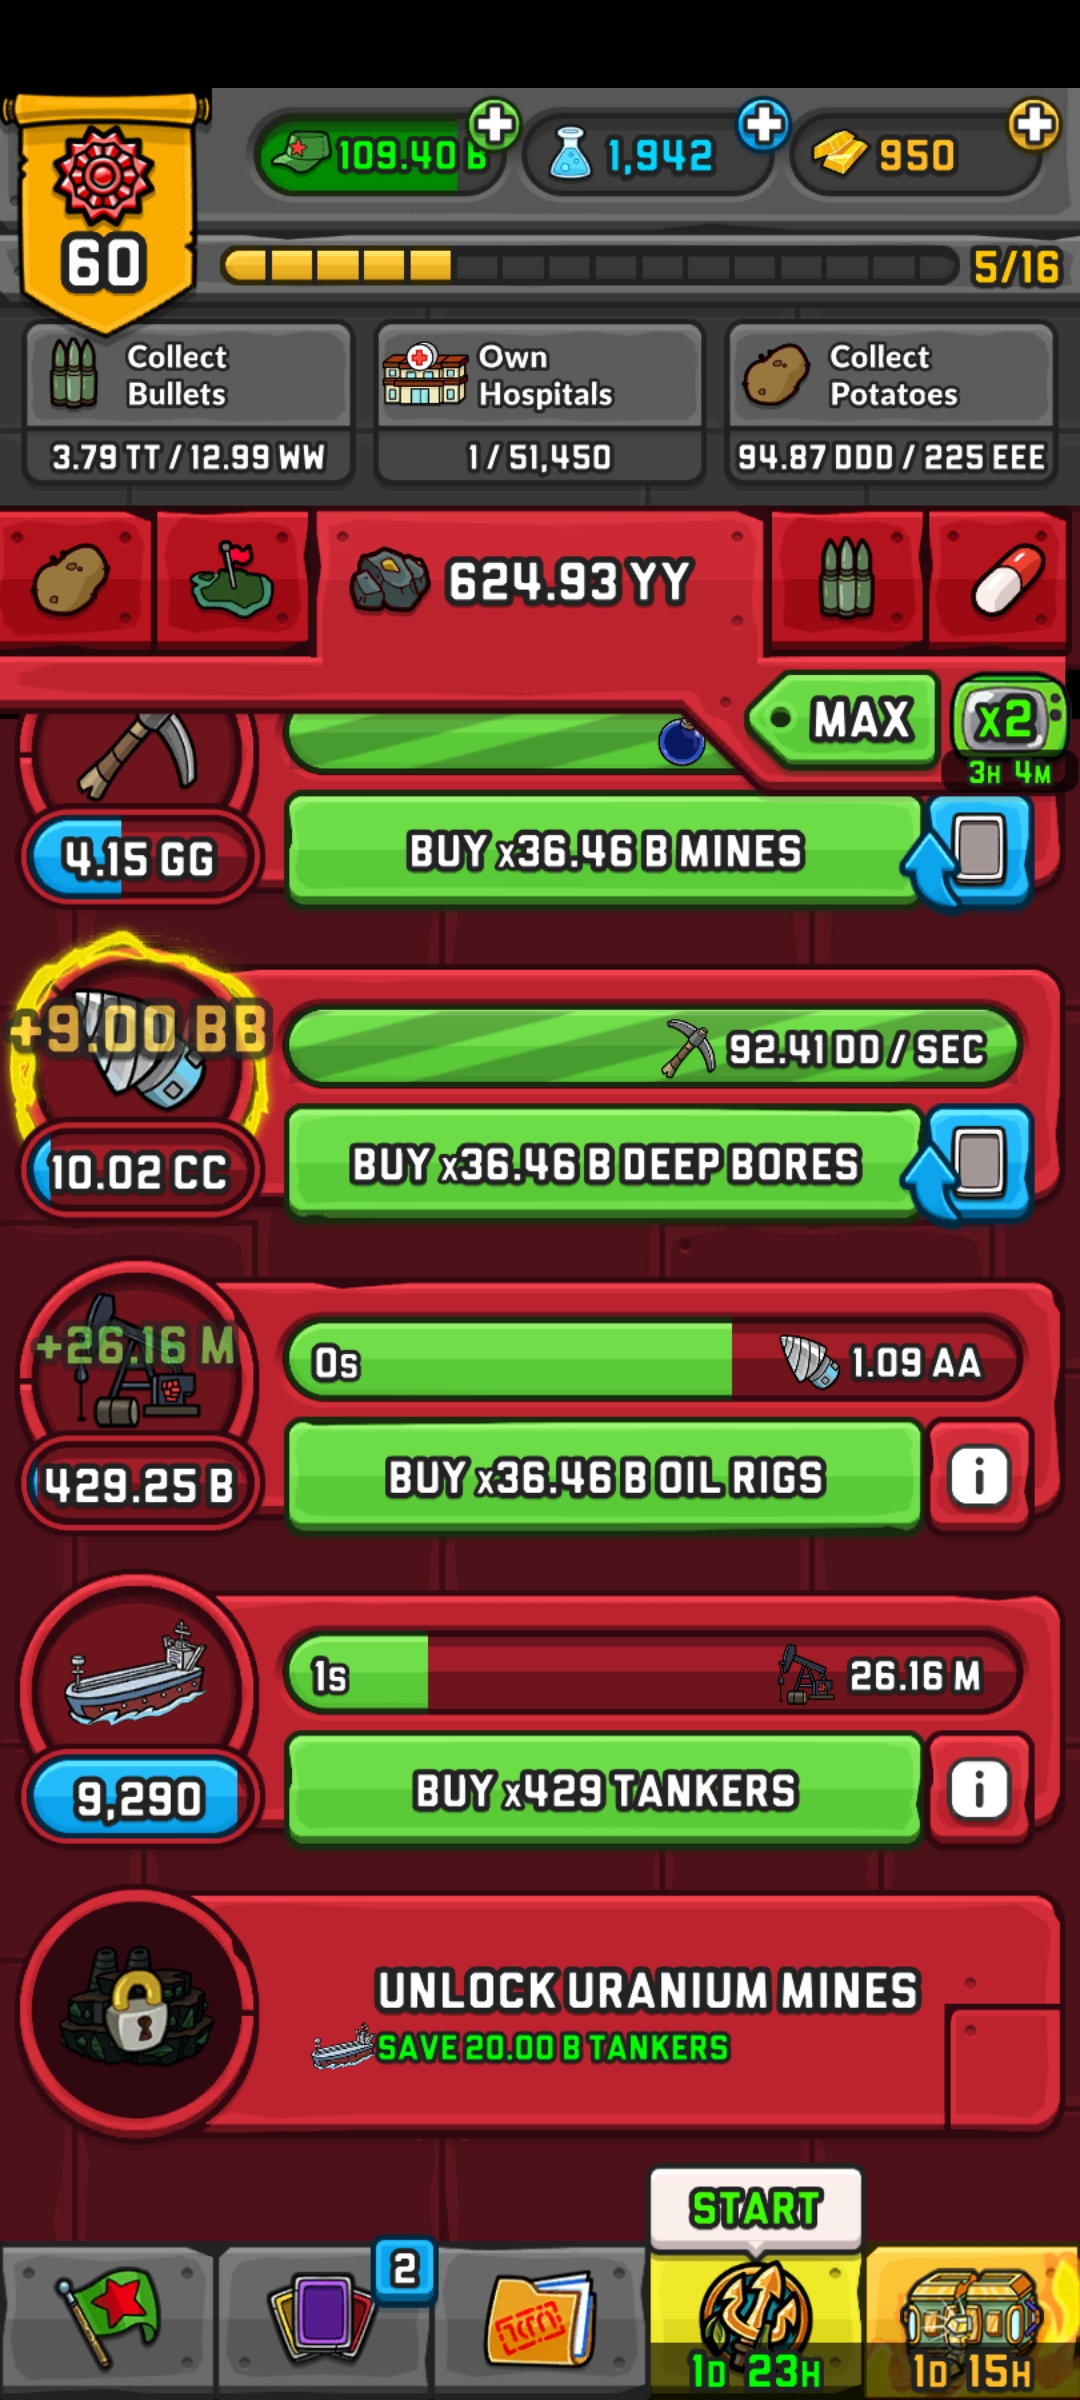 109.40 B
1,942
950
60
5/16
Collect
Bullets
3.79 TT / 12.99 WW
Own
Hospitals
1 / 51,450
Collect
Potatoes
94.87 DDD / 225 EEE
624.93 YY
MAX
x2
3H 4M
4.15 GG
BUY x36.46 B MINES
+9.00 BB
92.41 DD / SEC
10.02 CC
BUY x36.46 B DEEP BORES
+26.16 M
0s
1.09 AA
429.25 B
BUY x36.46 B OIL RIGS
i
1s
26.16 M
9,290
BUY x429 TANKERS
i
UNLOCK URANIUM MINES
SAVE 20.00 B TANKERS
START
2
1D 23H
1D 15H